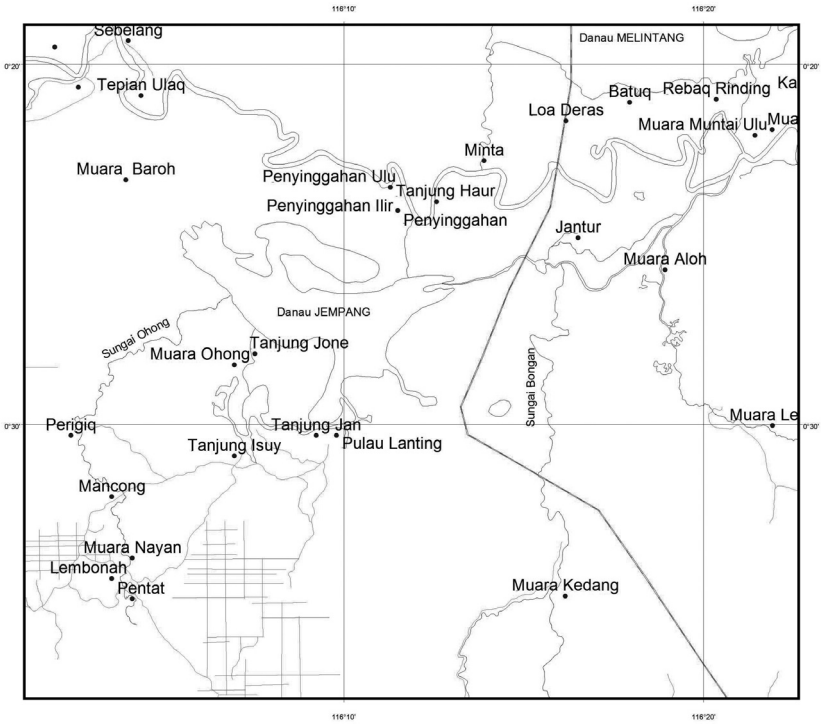 116°10' 116°20'
Sebelang
Danau MELINTANG
0°20' 0°20'
Tepian Ulaq
Batuq
Rebaq Rinding
Ka
Loa Deras
Muara Muntai Ulu
Mua
Minta
Muara Baroh
Penyinggahan Ulu
Tanjung Haur
Penyinggahan Ilir
Penyinggahan
Jantur
Muara Aloh
Danau JEMPANG
Sungai Ohong
Tanjung Jone
Muara Ohong
Sungai Bongan
Perigiq
Tanjung Jan
Muara Le
0°30' 0°30'
Tanjung Isuy
Pulau Lanting
Mancong
Muara Nayan
Lembonah
Pentat
Muara Kedang
116°10' 116°20'